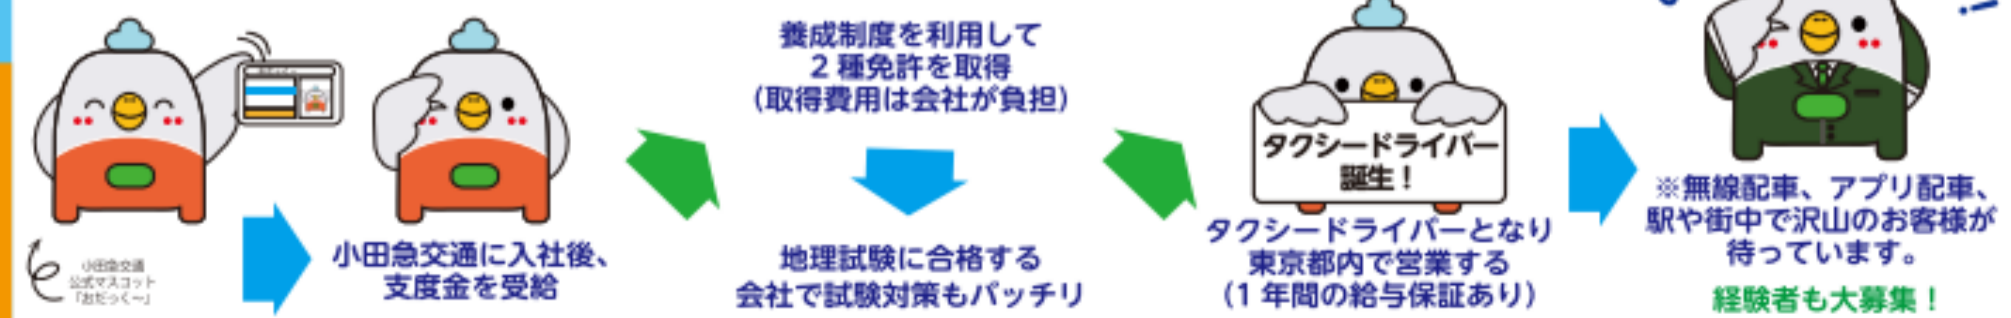 小田急交通
公式マスコット
「おだっく～」
小田急交通に入社後、
支度金を受給
養成制度を利用して
2種免許を取得
(取得費用は会社が負担)
地理試験に合格する
会社で試験対策もバッチリ
タクシードライバー
誕生！
タクシードライバーとなり
東京都内で営業する
(1年間の給与保証あり)
※無線配車、アプリ配車、
駅や街中で沢山のお客様が
待っています。
経験者も大募集！